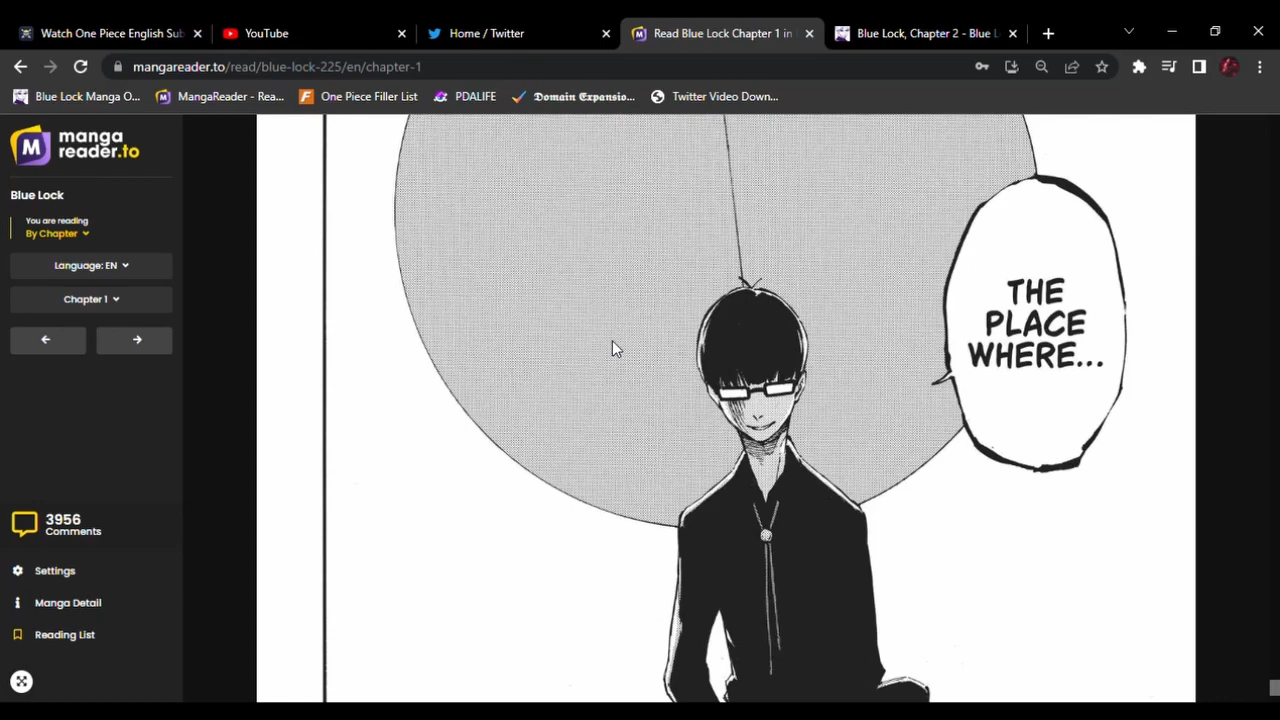 Watch One Piece English Sub
YouTube
Home / Twitter
Read Blue Lock Chapter 1 in
Blue Lock, Chapter 2 - Blue L
mangareader.to/read/blue-lock-225/en/chapter-1
Blue Lock Manga O...
MangaReader - Rea...
One Piece Filler List
PDALIFE
𝕯𝖔𝖒𝖆𝖎𝖓 𝕰𝖝𝖕𝖆𝖓𝖘𝖎𝖔...
Twitter Video Down...
M
manga
reader.to
Blue Lock
You are reading
By Chapter
Language: EN
Chapter 1
3956
Comments
Settings
Manga Detail
Reading List
THE
PLACE
WHERE...